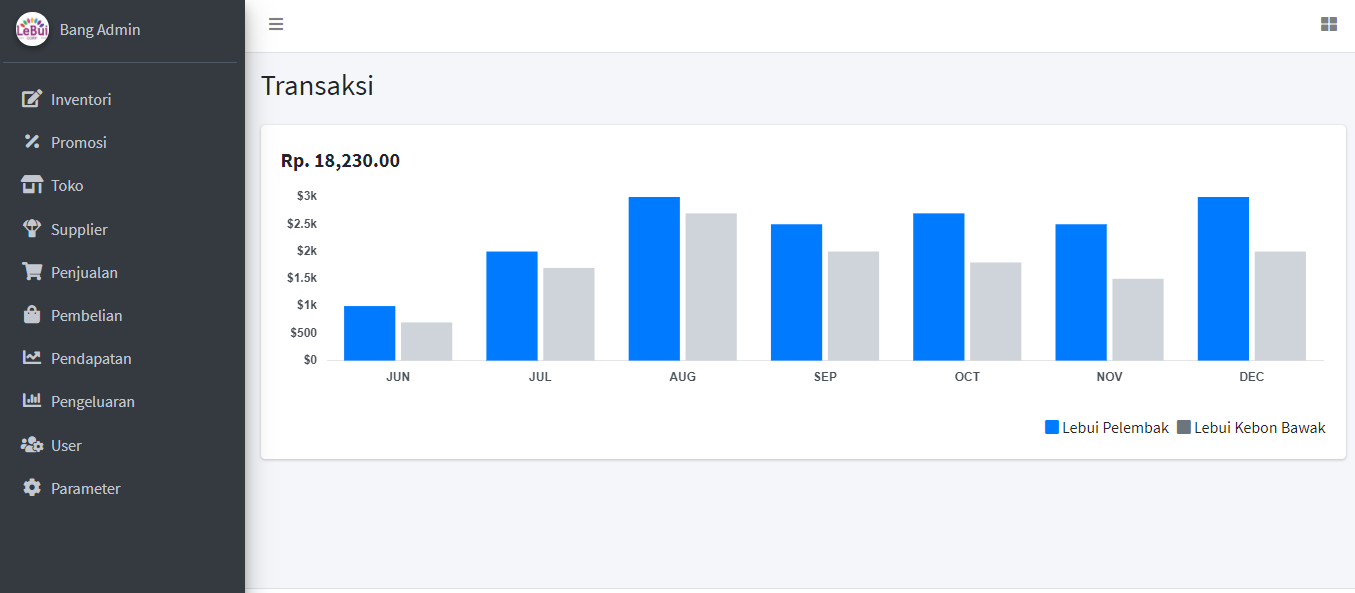 LeBui
Bang Admin
Inventori
Promosi
Toko
Supplier
Penjualan
Pembelian
Pendapatan
Pengeluaran
User
Parameter
Transaksi
Rp. 18,230.00
$3k
$2.5k
$2k
$1.5k
$1k
$500
$0
JUN JUL AUG SEP OCT NOV DEC
Lebui Pelembak Lebui Kebon Bawak